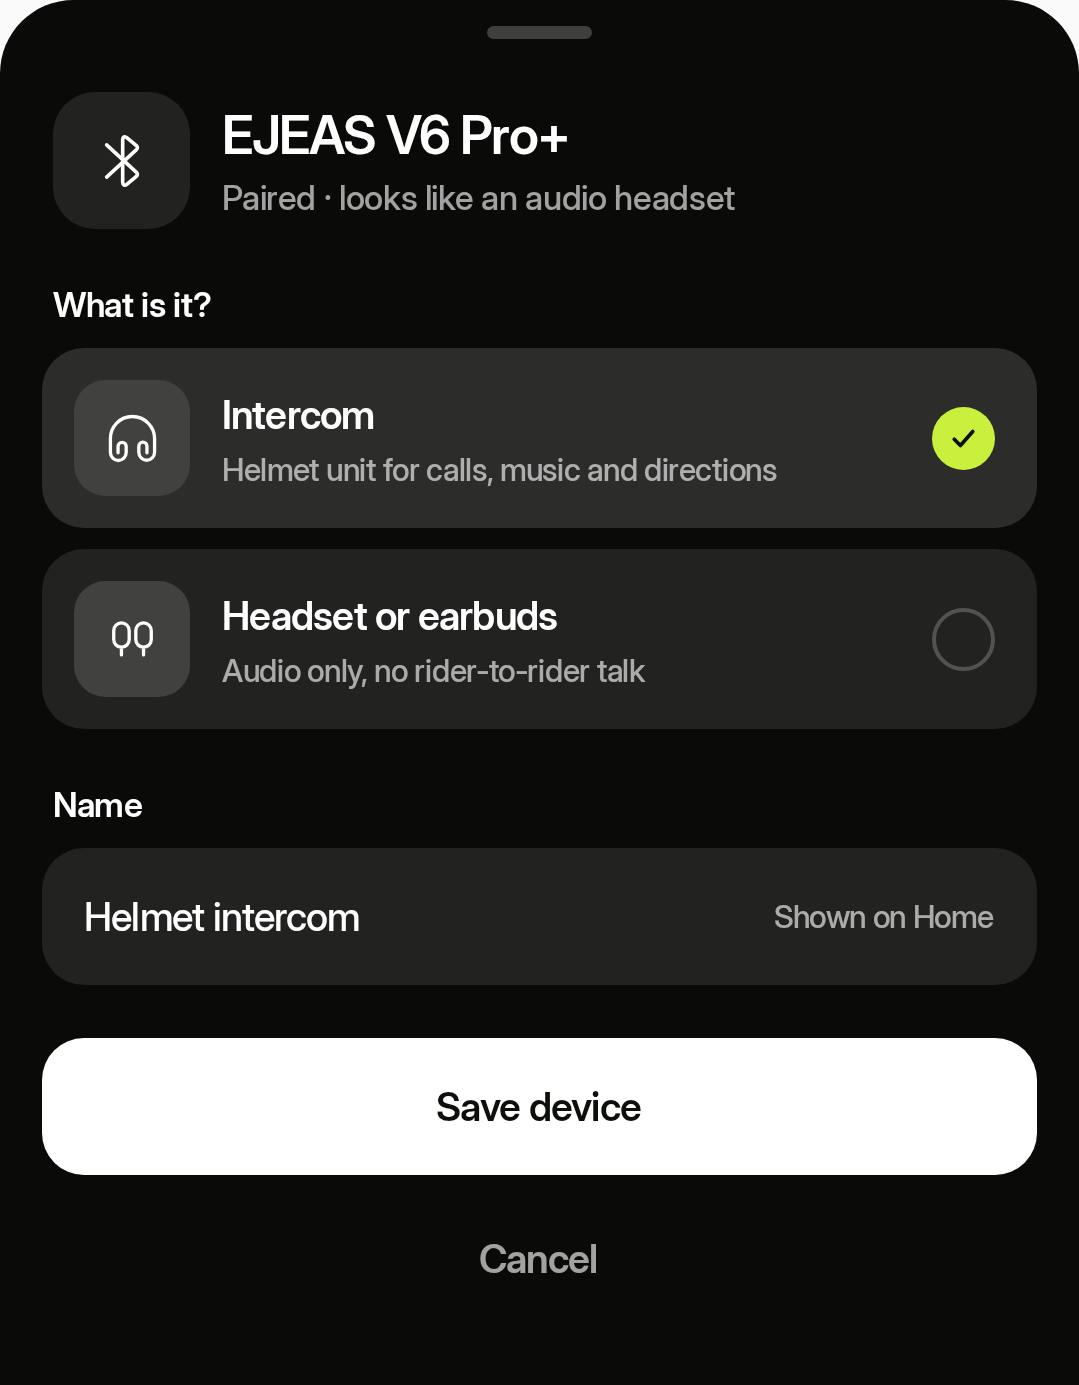 EJEAS V6 Pro+
Paired · looks like an audio headset
What is it?
Intercom
Helmet unit for calls, music and directions
Headset or earbuds
Audio only, no rider-to-rider talk
Name
Helmet intercom
Shown on Home
Save device
Cancel